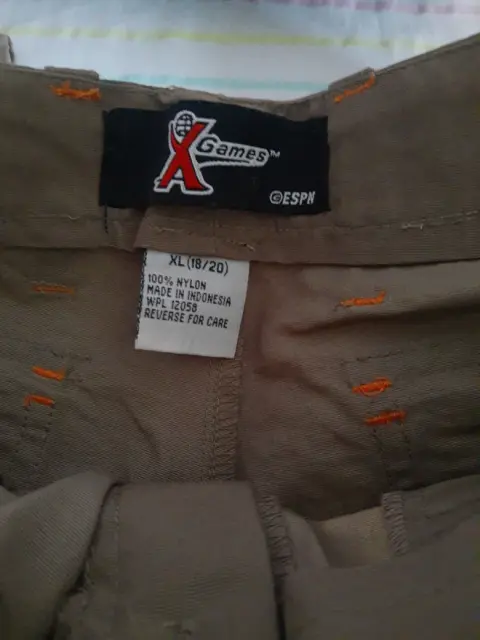 X Games™
©ESPN
XL (18/20)
100% NYLON
MADE IN INDONESIA
WPL 12058
REVERSE FOR CARE